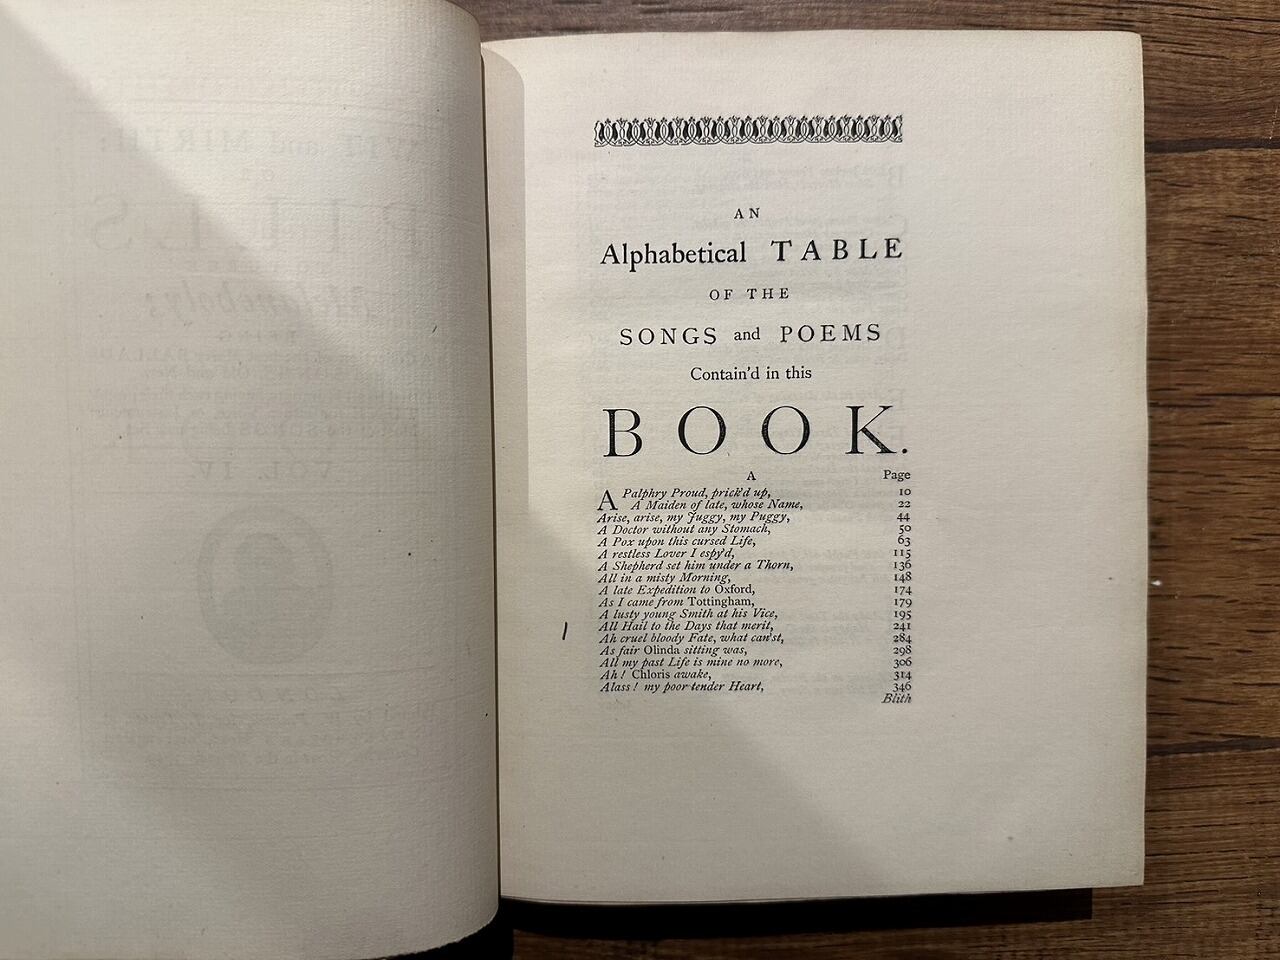 AN
Alphabetical TABLE
OF THE
SONGS and POEMS
Contain'd in this
BOOK.
A Page
A Palphry Proud, prick'd up, 10
A Maiden of late, whose Name, 22
Arise, arise, my Juggy, my Puggy, 44
A Doctor without any Stomach, 50
A Pox upon this cursed Life, 63
A restless Lover I espy'd, 115
A Shepherd set him under a Thorn, 136
All in a misty Morning, 148
A late Expedition to Oxford, 174
As I came from Tottingham, 179
A lusty young Smith at his Vice, 195
All Hail to the Days that merit, 241
Ah cruel bloody Fate, what canst, 284
As fair Olinda sitting was, 298
All my past Life is mine no more, 306
Ah! Chloris awake, 314
Alass! my poor tender Heart, 346
Blith